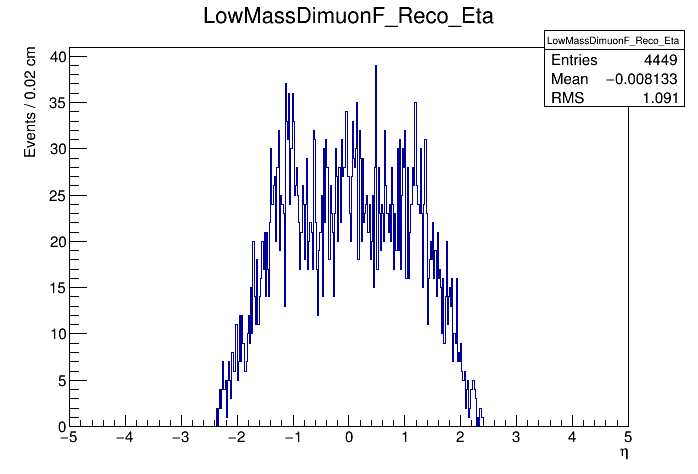 LowMassDimuonF_Reco_Eta
LowMassDimuonF_Reco_Eta
Entries 4449
Mean −0.008133
RMS 1.091
Events / 0.02 cm
40
35
30
25
20
15
10
5
0
−5 −4 −3 −2 −1 0 1 2 3 4 5
η